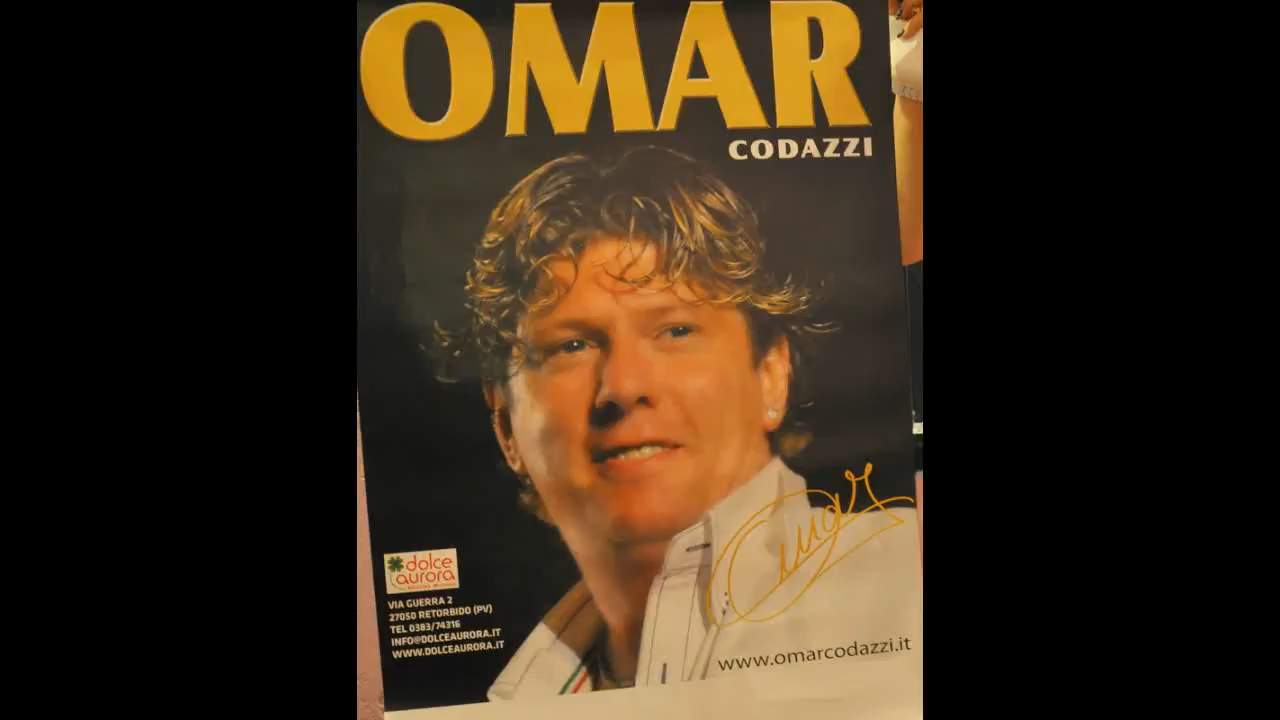 OMAR
CODAZZI
Omar
dolce
aurora
VIA GUERRA 2
27050 RETORBIDO (PV)
TEL 0383/74316
INFO@DOLCEAURORA.IT
WWW.DOLCEAURORA.IT
www.omarcodazzi.it